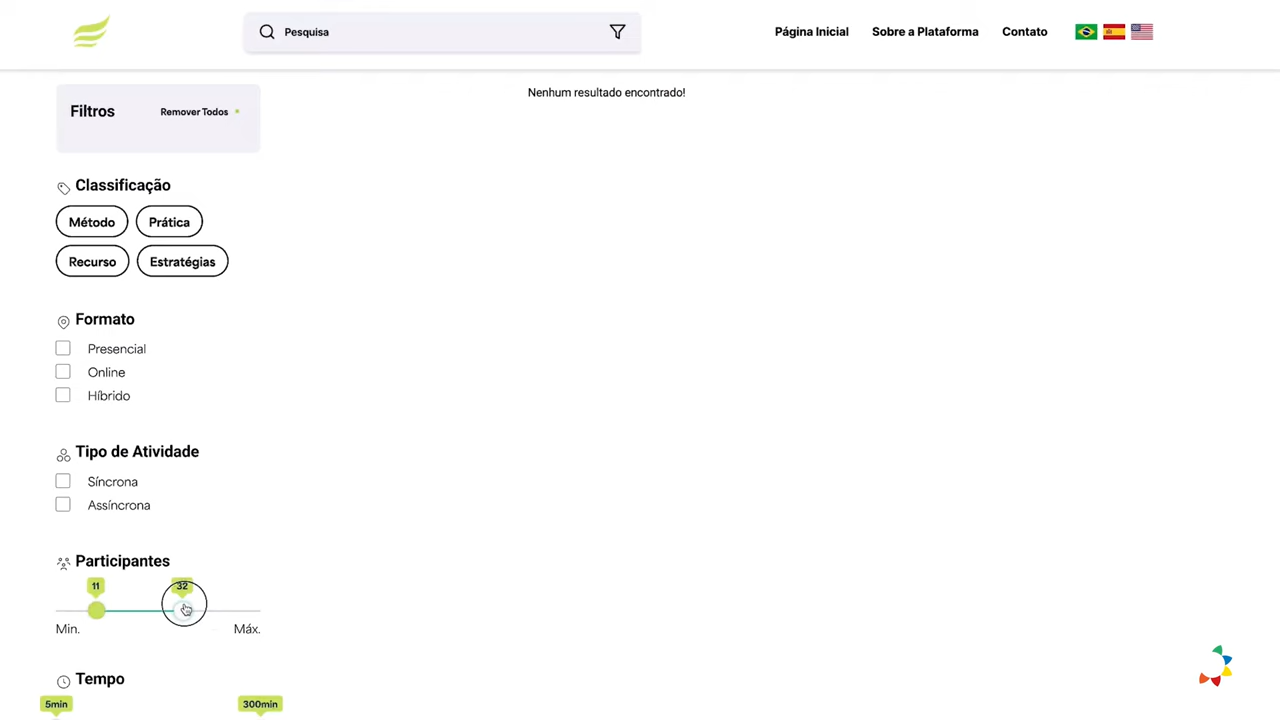 Pesquisa
Página Inicial
Sobre a Plataforma
Contato
Nenhum resultado encontrado!
Filtros
Remover Todos
Classificação
Método
Prática
Recurso
Estratégias
Formato
Presencial
Online
Híbrido
Tipo de Atividade
Síncrona
Assíncrona
Participantes
11
32
Min.
Máx.
Tempo
5min
300min